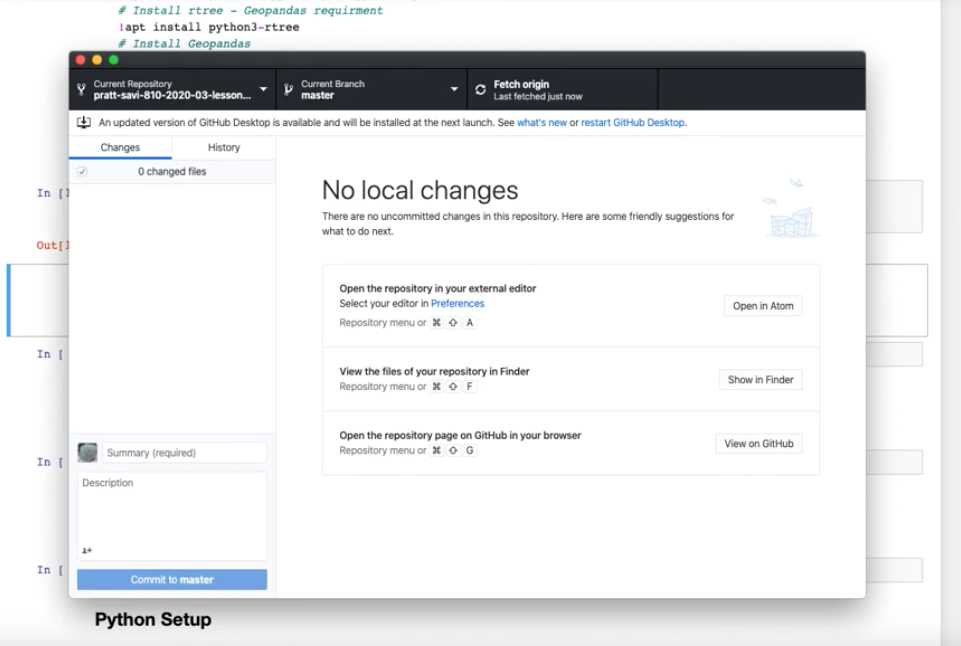 # Install rtree - Geopandas requirment
!apt install python3-rtree
# Install Geopandas
Current Repository
pratt-savi-810-2020-03-lesson...
Current Branch
master
Fetch origin
Last fetched just now
An updated version of GitHub Desktop is available and will be installed at the next launch. See what's new or restart GitHub Desktop.
Changes
History
0 changed files
In [1
Out[1
In [
In [
In [
No local changes
There are no uncommitted changes in this repository. Here are some friendly suggestions for
what to do next.
Open the repository in your external editor
Select your editor in Preferences
Repository menu or ⌘ ⇧ A
Open in Atom
View the files of your repository in Finder
Repository menu or ⌘ ⇧ F
Show in Finder
Open the repository page on GitHub in your browser
Repository menu or ⌘ ⇧ G
View on GitHub
Summary (required)
Description
Commit to master
Python Setup